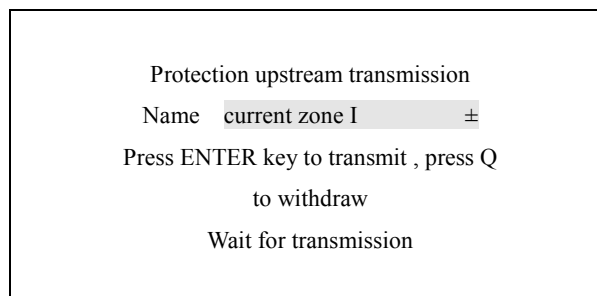 Protection upstream transmission
Name current zone I ±
Press ENTER key to transmit , press Q
to withdraw
Wait for transmission